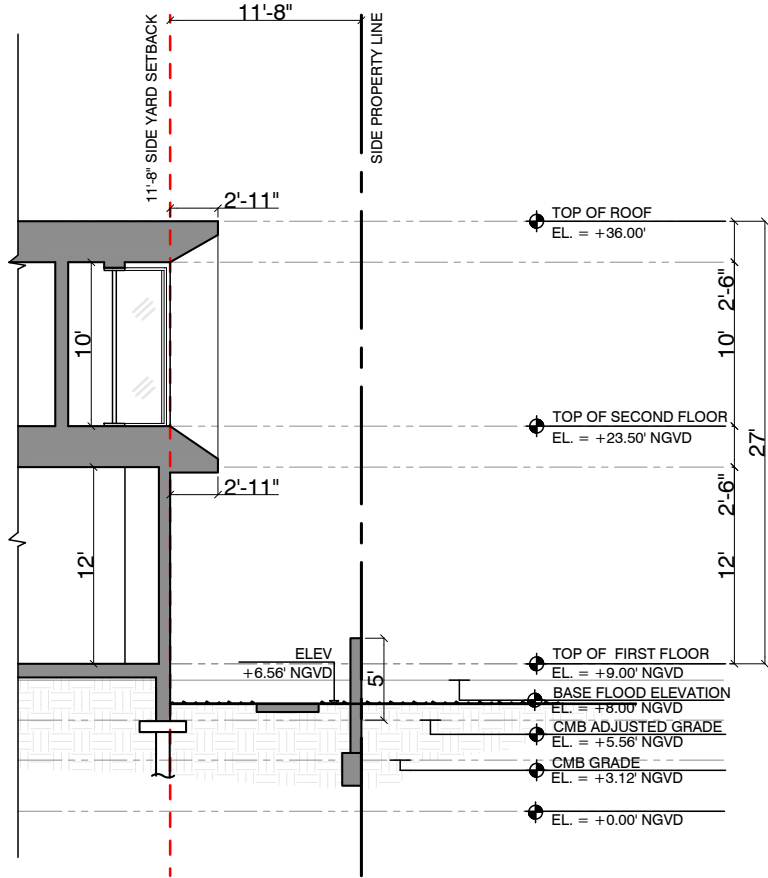 11'-8"
11'-8" SIDE YARD SETBACK
SIDE PROPERTY LINE
2'-11"
TOP OF ROOF
EL. = +36.00'
2'-6"
10'
10'
TOP OF SECOND FLOOR
EL. = +23.50' NGVD
27'
2'-11"
2'-6"
12'
12'
ELEV
+6.56' NGVD
5'
TOP OF FIRST FLOOR
EL. = +9.00' NGVD
BASE FLOOD ELEVATION
EL. = +8.00' NGVD
CMB ADJUSTED GRADE
EL. = +5.56' NGVD
CMB GRADE
EL. = +3.12' NGVD
EL. = +0.00' NGVD